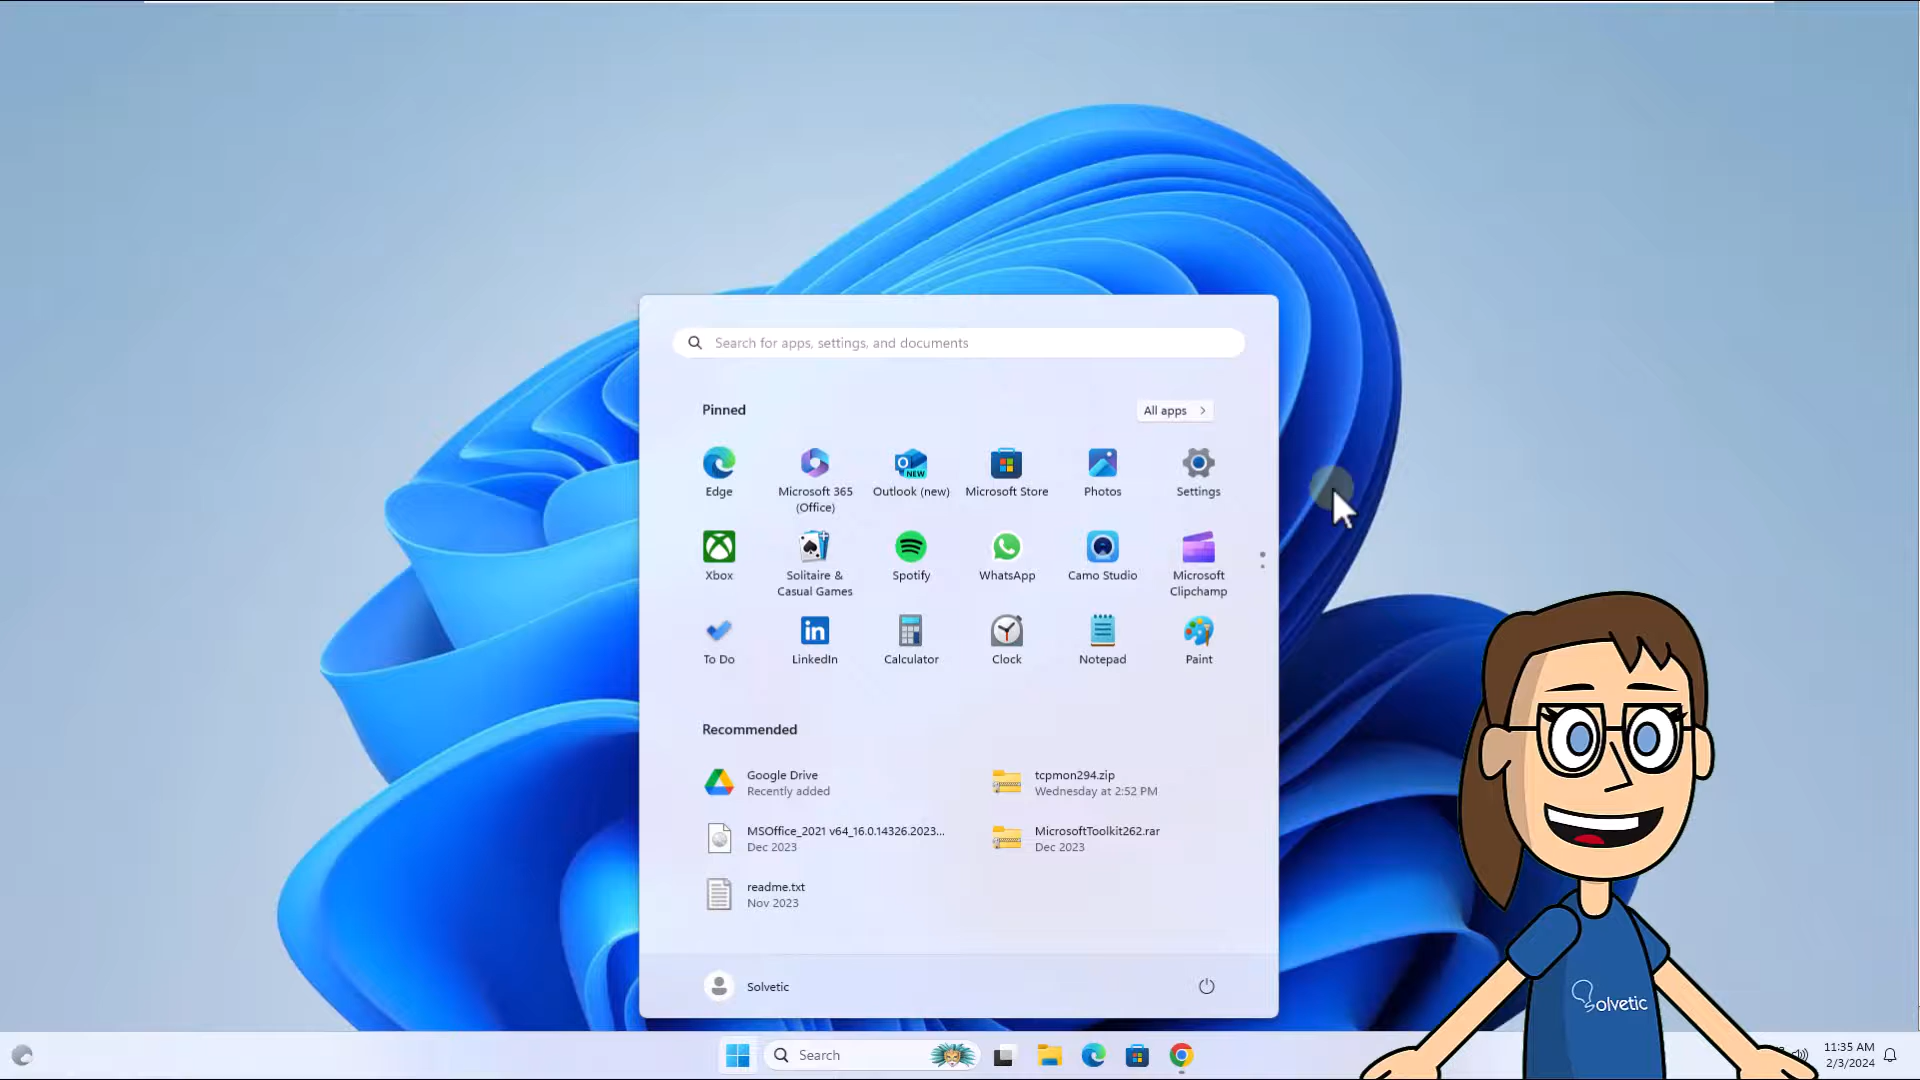 Search for apps, settings, and documents
Pinned
All apps
Edge
Microsoft 365
(Office)
Outlook (new)
Microsoft Store
Photos
Settings
NEW
Xbox
Solitaire &
Casual Games
Spotify
WhatsApp
Camo Studio
Microsoft
Clipchamp
To Do
LinkedIn
Calculator
Clock
Notepad
Paint
Recommended
Google Drive
Recently added
tcpmon294.zip
Wednesday at 2:52 PM
MSOffice_2021 v64_16.0.14326.2023...
Dec 2023
MicrosoftToolkit262.rar
Dec 2023
readme.txt
Nov 2023
Solvetic
Solvetic
Search
11:35 AM
2/3/2024